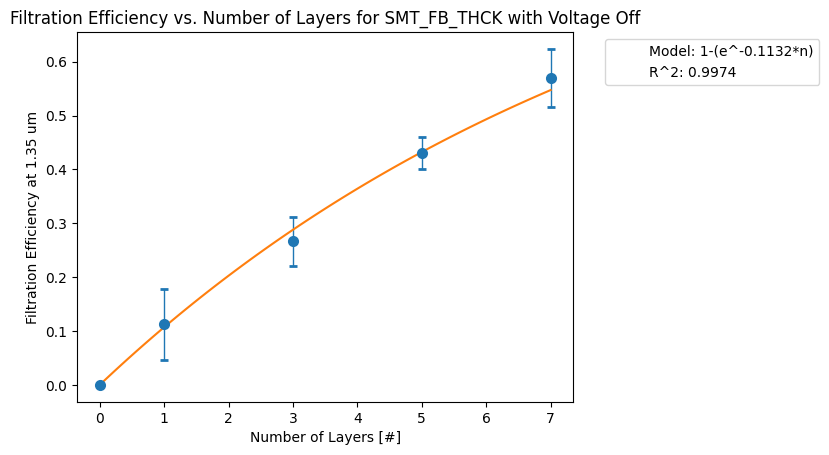 Filtration Efficiency vs. Number of Layers for SMT_FB_THCK with Voltage Off
Model: 1-(e^-0.1132*n)
R^2: 0.9974
Filtration Efficiency at 1.35 um
0.6
0.5
0.4
0.3
0.2
0.1
0.0
0 1 2 3 4 5 6 7
Number of Layers [#]